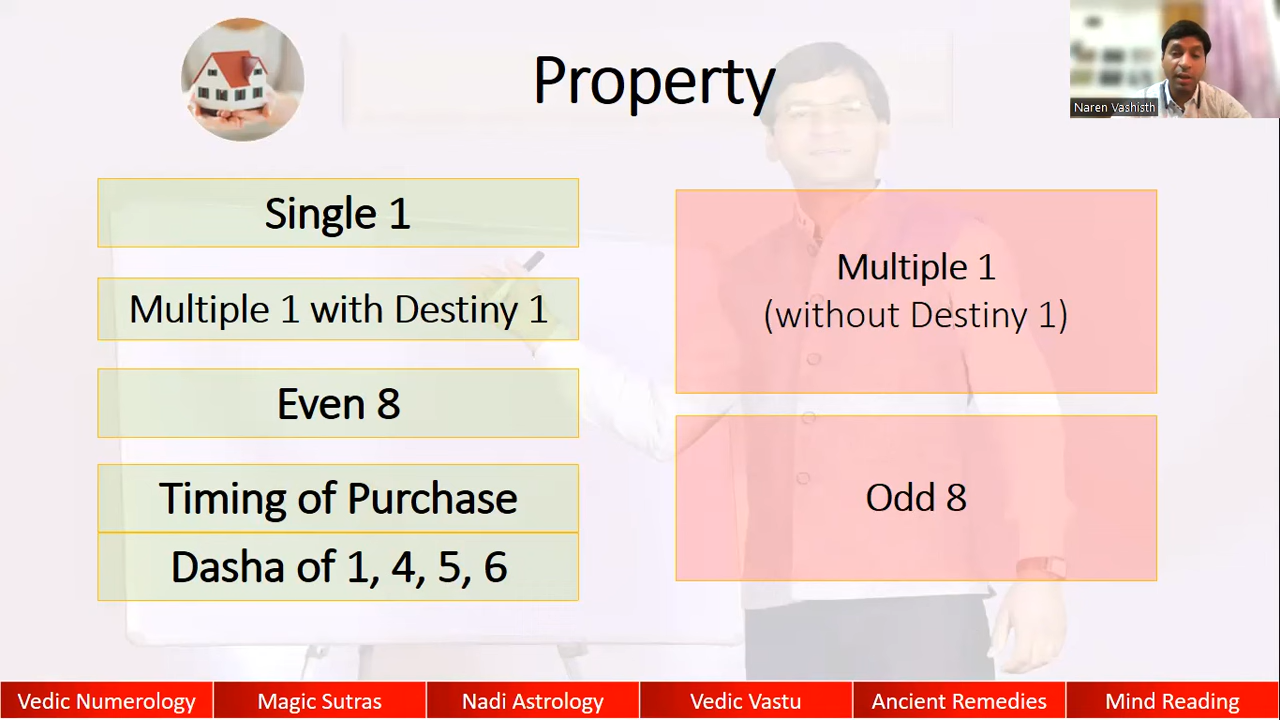 Property
Naren Vashisth
Single 1
Multiple 1 with Destiny 1
Even 8
Timing of Purchase
Dasha of 1, 4, 5, 6
Multiple 1
(without Destiny 1)
Odd 8
Vedic Numerology
Magic Sutras
Nadi Astrology
Vedic Vastu
Ancient Remedies
Mind Reading